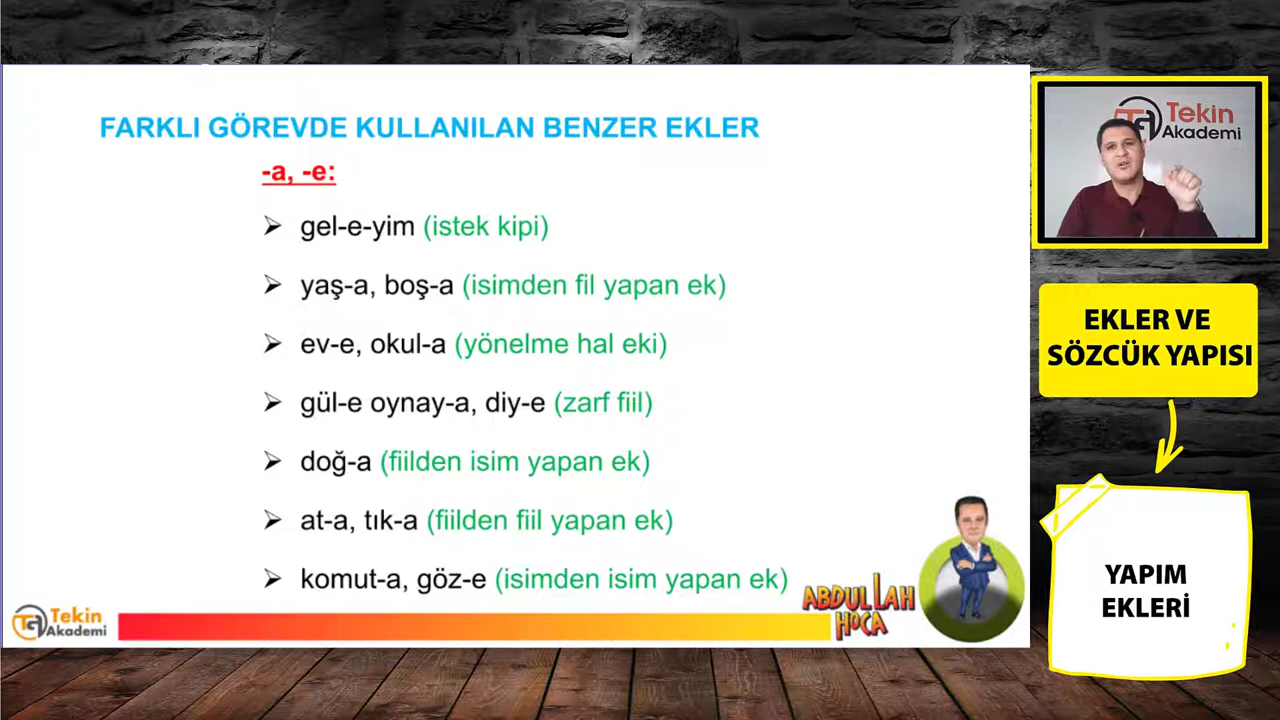 FARKLI GÖREVDE KULLANILAN BENZER EKLER
-a, -e:
gel-e-yim (istek kipi)
yaş-a, boş-a (isimden fil yapan ek)
ev-e, okul-a (yönelme hal eki)
gül-e oynay-a, diy-e (zarf fiil)
doğ-a (fiilden isim yapan ek)
at-a, tık-a (fiilden fiil yapan ek)
komut-a, göz-e (isimden isim yapan ek)
Tekin
Akademi
ABDULLAH
HOCA
Tekin
Akademi
EKLER VE
SÖZCÜK YAPISI
YAPIM
EKLERİ